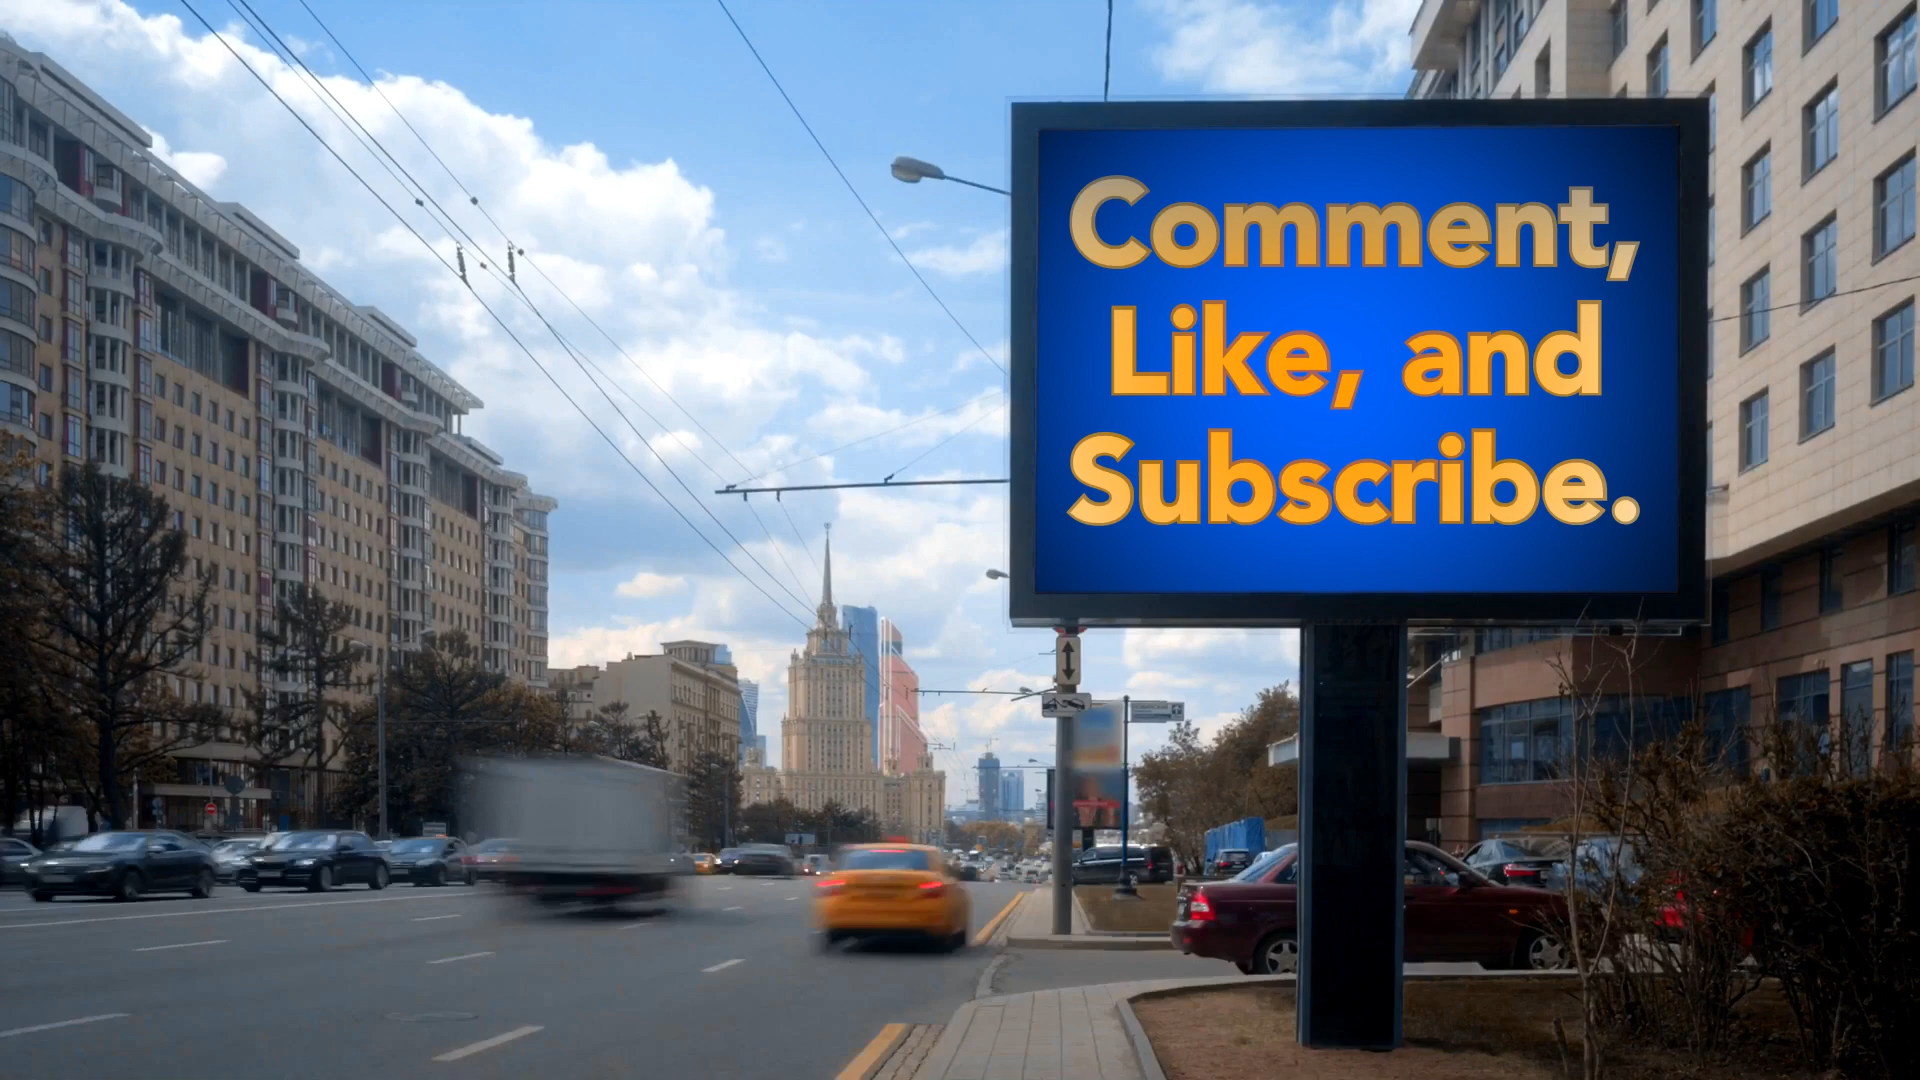 Comment,
Like, and
Subscribe.